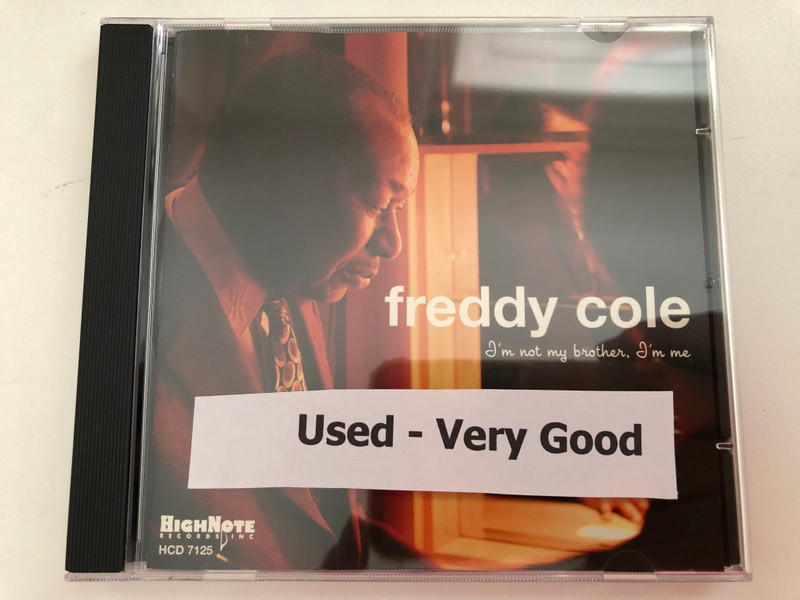 freddy cole
I'm not my brother, I'm me
Used - Very Good
HIGHNOTE
RECORDS, INC
HCD 7125